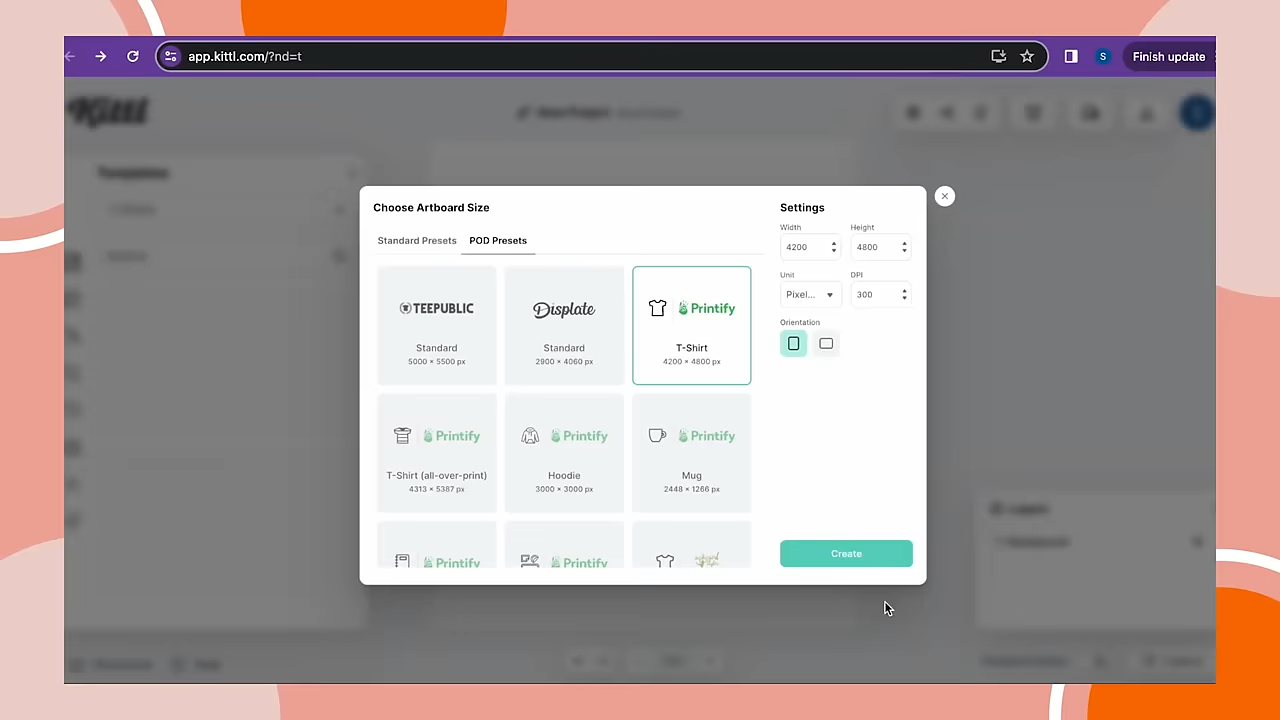 app.kittl.com/?nd=t
S
Finish update
Kittl
Templates
Choose Artboard Size
Standard Presets
POD Presets
TEEPUBLIC
Standard
5000 × 5500 px
Displate
Standard
2900 × 4060 px
Printify
T-Shirt
4200 × 4800 px
Printify
T-Shirt (all-over-print)
4313 × 5387 px
Printify
Hoodie
3000 × 3000 px
Printify
Mug
2448 × 1266 px
Printify
Printify
Settings
Width
Height
4200
4800
Unit
DPI
Pixel...
300
Orientation
Create
Layers